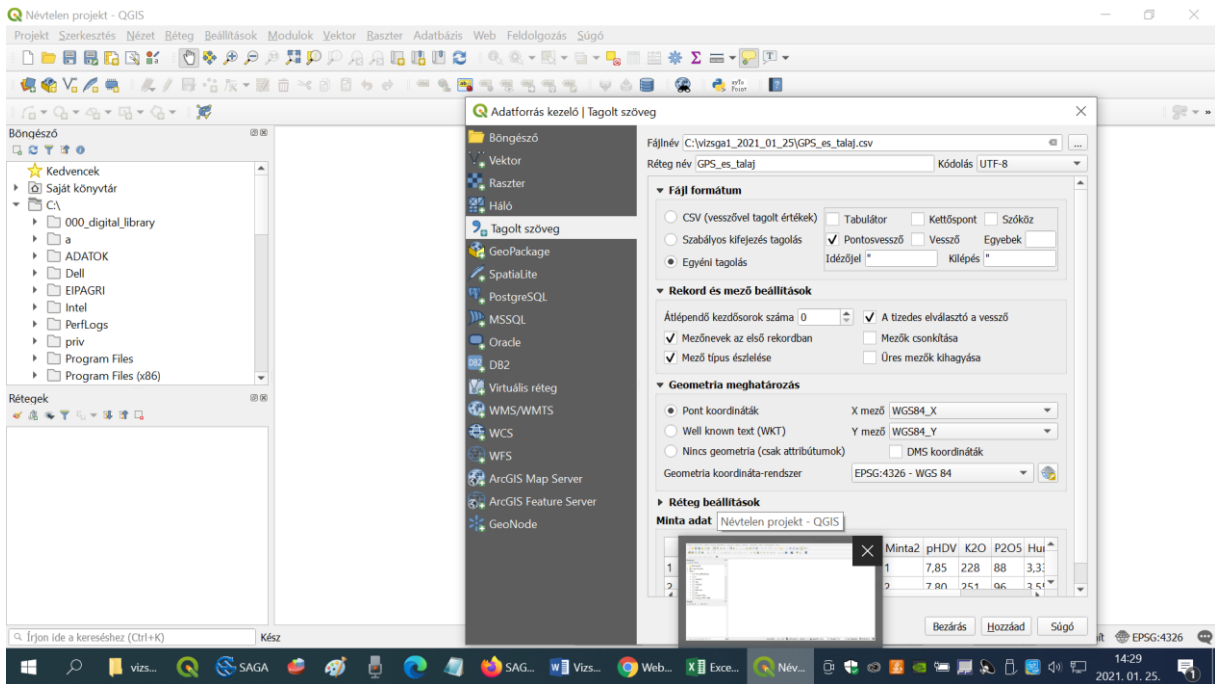 Névtelen projekt - QGIS
Projekt Szerkesztés Nézet Réteg Beállítások Modulok Vektor Raszter Adatbázis Web Feldolgozás Súgó
Böngésző
Kedvencek
Saját könyvtár
C:\
000_digital_library
a
ADATOK
Dell
EIPAGRI
Intel
PerfLogs
priv
Program Files
Program Files (x86)
Rétegek
Adatforrás kezelő | Tagolt szöveg
Böngésző
Vektor
Raszter
Háló
Tagolt szöveg
GeoPackage
SpatiaLite
PostgreSQL
MSSQL
Oracle
DB2
Virtuális réteg
WMS/WMTS
WCS
WFS
ArcGIS Map Server
ArcGIS Feature Server
GeoNode
Fájlnév C:\vizsga1_2021_01_25\GPS_es_talaj.csv ...
Réteg név GPS_es_talaj Kódolás UTF-8
Fájl formátum
CSV (vesszővel tagolt értékek) Tabulátor Kettőspont Szóköz
Szabályos kifejezés tagolás Pontosvessző Vessző Egyebek
Egyéni tagolás Idézőjel " Kilépés "
Rekord és mező beállítások
Átlépendő kezdősorok száma 0 A tizedes elválasztó a vessző
Mezőnevek az első rekordban Mezők csonkítása
Mező típus észlelése Üres mezők kihagyása
Geometria meghatározás
Pont koordináták X mező WGS84_X
Well known text (WKT) Y mező WGS84_Y
Nincs geometria (csak attribútumok) DMS koordináták
Geometria koordináta-rendszer EPSG:4326 - WGS 84
Réteg beállítások
Minta adat Névtelen projekt - QGIS
Minta2 pHDV K2O P2O5
1 1 7,85 228 88 3,3
2 2 7,80 251 96
Bezárás Hozzáad Súgó
Írjon ide a kereséshez (Ctrl+K) Kész EPSG:4326
vizs... SAGA SAG... Vizs... Web... Exce... Név... 14:29
2021. 01. 25. 1